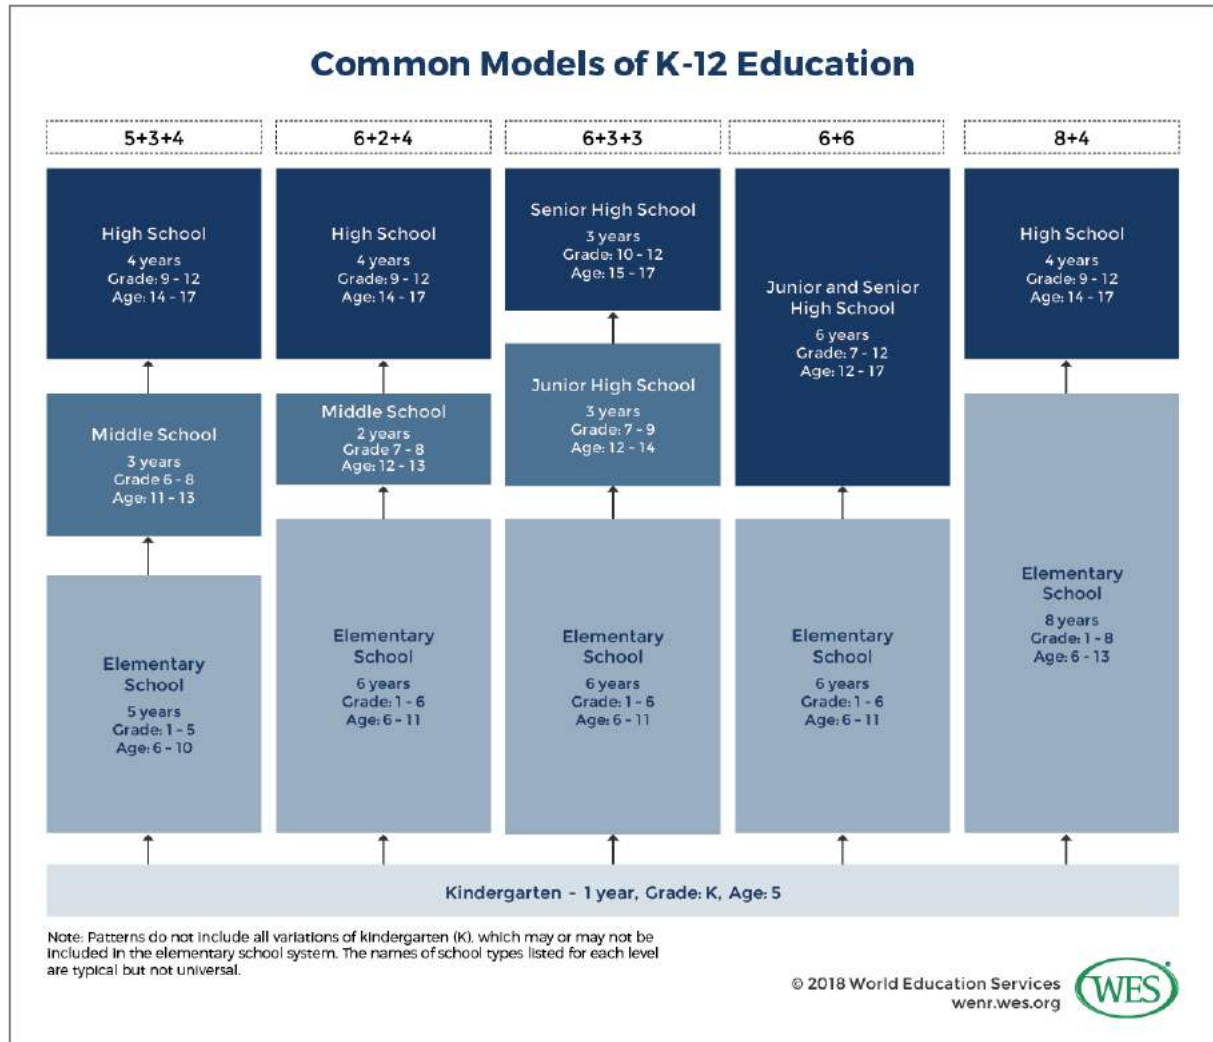 Common Models of K-12 Education
5+3+4
6+2+4
6+3+3
6+6
8+4
High School
4 years
Grade: 9 - 12
Age: 14 - 17
Middle School
3 years
Grade 6 - 8
Age: 11 - 13
Elementary
School
5 years
Grade: 1 - 5
Age: 6 - 10
High School
4 years
Grade: 9 - 12
Age: 14 - 17
Middle School
2 years
Grade 7 - 8
Age: 12 - 13
Elementary
School
6 years
Grade: 1 - 6
Age: 6 - 11
Senior High School
3 years
Grade: 10 - 12
Age: 15 - 17
Junior High School
3 years
Grade: 7 - 9
Age: 12 - 14
Elementary
School
6 years
Grade: 1 - 6
Age: 6 - 11
Junior and Senior
High School
6 years
Grade: 7 - 12
Age: 12 - 17
Elementary
School
6 years
Grade: 1 - 6
Age: 6 - 11
High School
4 years
Grade: 9 - 12
Age: 14 - 17
Elementary
School
8 years
Grade: 1 - 8
Age: 6 - 13
Kindergarten - 1 year, Grade: K, Age: 5
Note: Patterns do not include all variations of kindergarten (K), which may or may not be
included in the elementary school system. The names of school types listed for each level
are typical but not universal.
© 2018 World Education Services
wenr.wes.org
WES